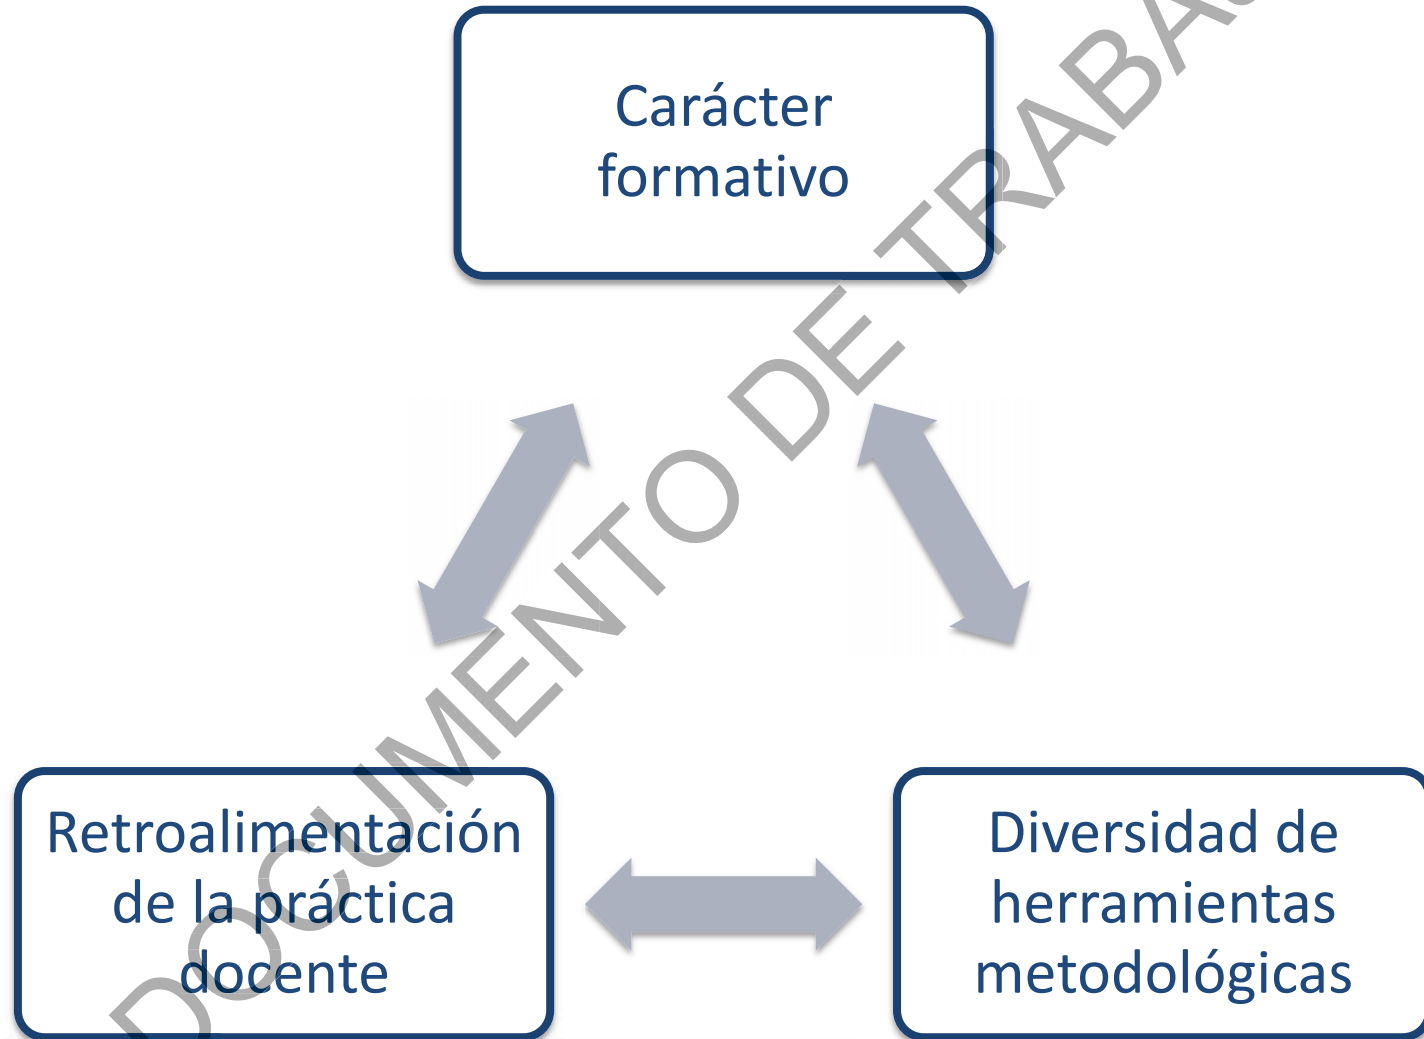 Carácter
formativo
Retroalimentación
de la práctica
docente
Diversidad de
herramientas
metodológicas
DOCUMENTO DE TRABA